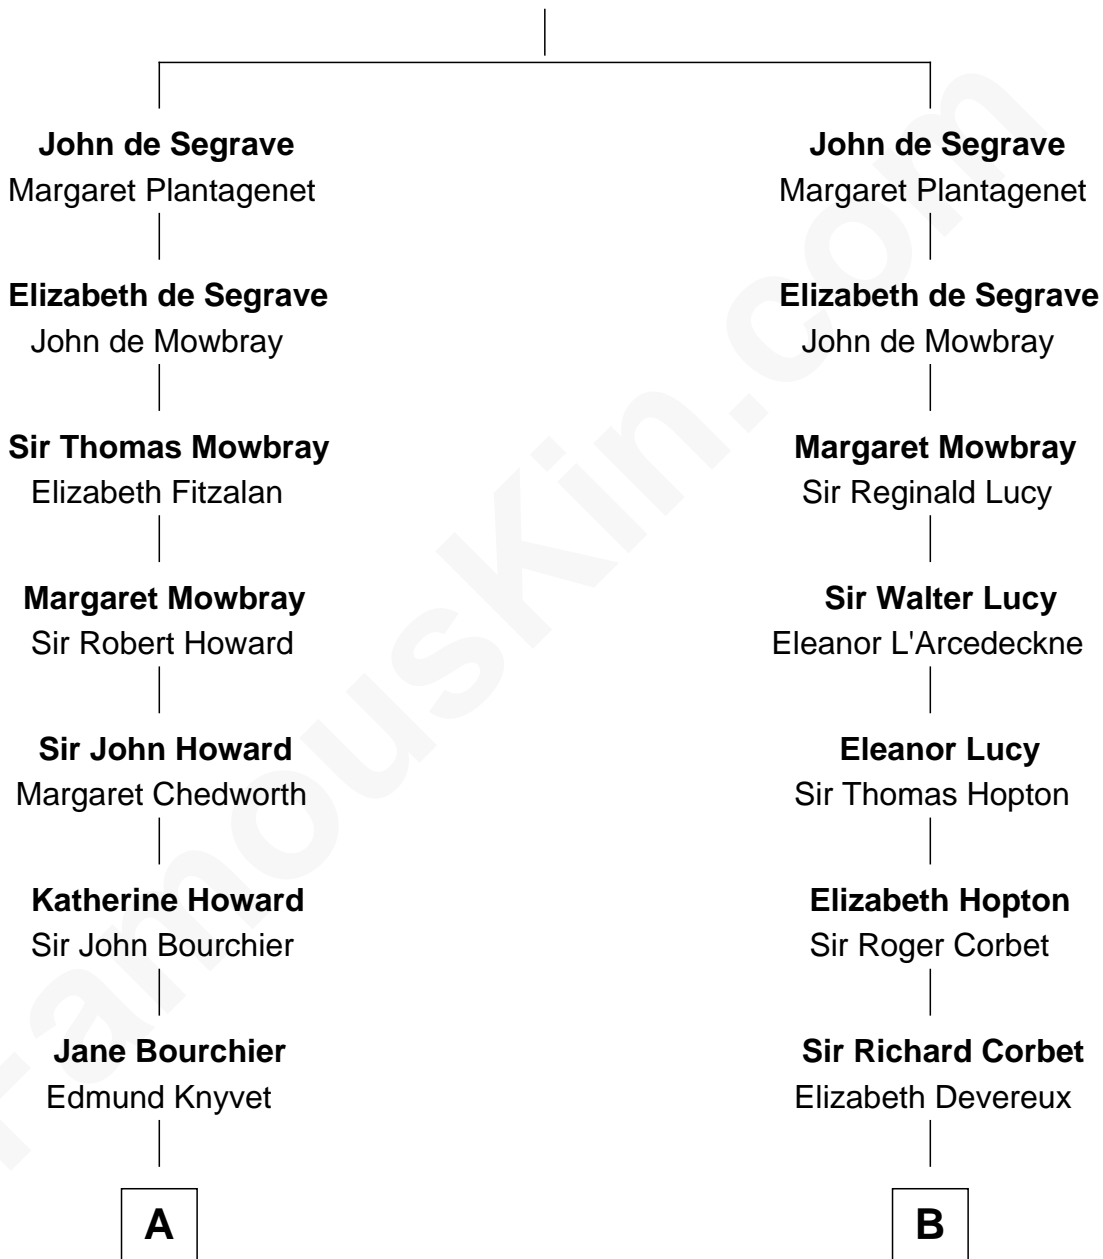 John de Segrave
Margaret Plantagenet
Elizabeth de Segrave
John de Mowbray
Sir Thomas Mowbray
Elizabeth Fitzalan
Margaret Mowbray
Sir Robert Howard
Sir John Howard
Margaret Chedworth
Katherine Howard
Sir John Bourchier
Jane Bourchier
Edmund Knyvet
A
John de Segrave
Margaret Plantagenet
Elizabeth de Segrave
John de Mowbray
Margaret Mowbray
Sir Reginald Lucy
Sir Walter Lucy
Eleanor L'Arcedeckne
Eleanor Lucy
Sir Thomas Hopton
Elizabeth Hopton
Sir Roger Corbet
Sir Richard Corbet
Elizabeth Devereux
B
FamousKin.com